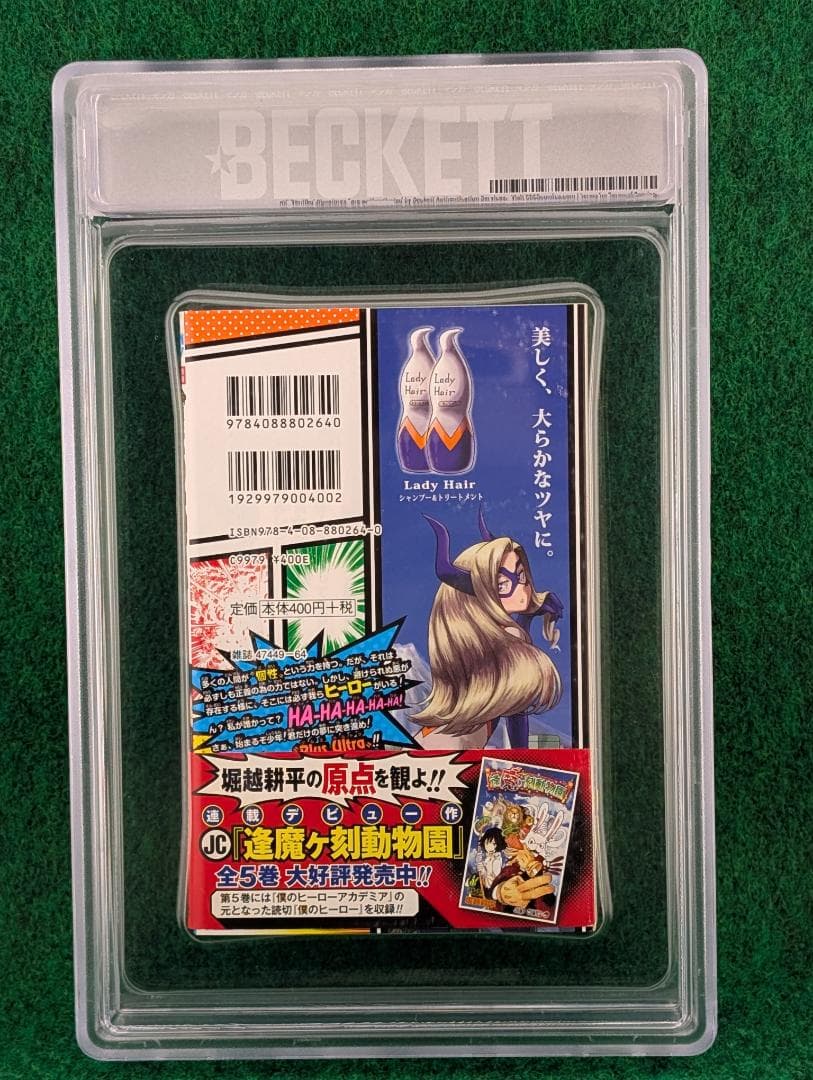 BECKETT
9784088802640
1929979004002
ISBN978-4-08-880264-0
C9979 ¥400E
定価 本体400円+税
雑誌 47449-64
Lady Hair
Lady Hair
Lady Hair
シャンプー&トリートメント
美しく、大らかなツヤに。
多くの人間が“個性”という力を持つ。だが、それは
必ずしも正義の為の力ではない。しかし、避けられぬ悪が
存在する様に、そこには必ず我らヒーローがいる!
ん? 私が誰かって? HA-HA-HA-HA-HA!
さぁ、始まるぞ少年! 君だけの夢に突き進め!
“Plus Ultra”!!
堀越耕平の原点を観よ!!
連載デビュー作
JC『逢魔ヶ刻動物園』
全5巻 大好評発売中!!
第5巻には『僕のヒーローアカデミア』の
元となった読切『僕のヒーロー』を収録!!
逢魔ヶ刻動物園